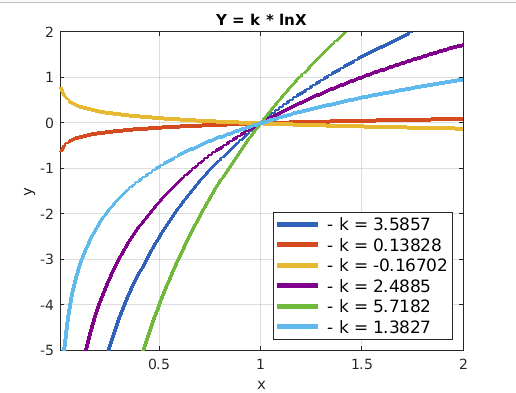 Y = k * lnX
2
1
0
-1
-2
-3
-4
-5
y
0.5
1
1.5
2
x
- k = 3.5857
- k = 0.13828
- k = -0.16702
- k = 2.4885
- k = 5.7182
- k = 1.3827